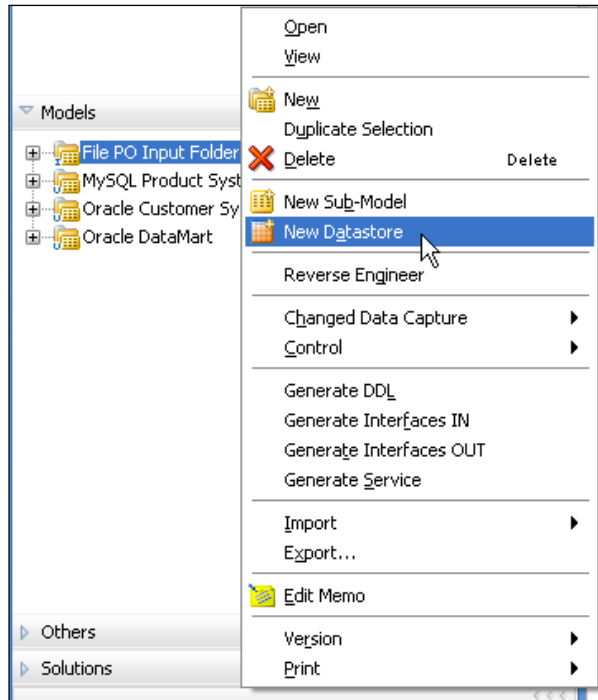 Models
File PO Input Folder
MySQL Product Syst
Oracle Customer Sy
Oracle DataMart
Others
Solutions
Open
View
New
Duplicate Selection
Delete Delete
New Sub-Model
New Datastore
Reverse Engineer
Changed Data Capture
Control
Generate DDL
Generate Interfaces IN
Generate Interfaces OUT
Generate Service
Import
Export...
Edit Memo
Version
Print